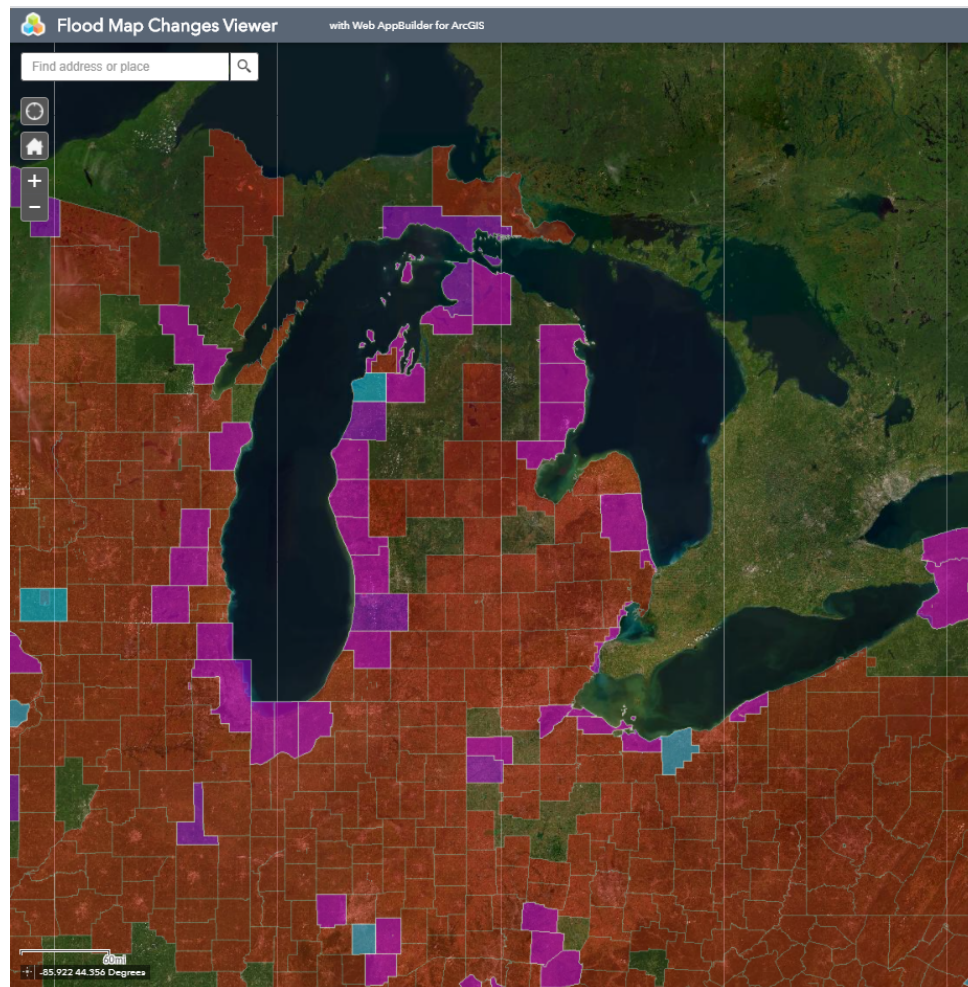 Flood Map Changes Viewer
with Web AppBuilder for ArcGIS
Find address or place
+
−
60mi
-85.922 44.356 Degrees